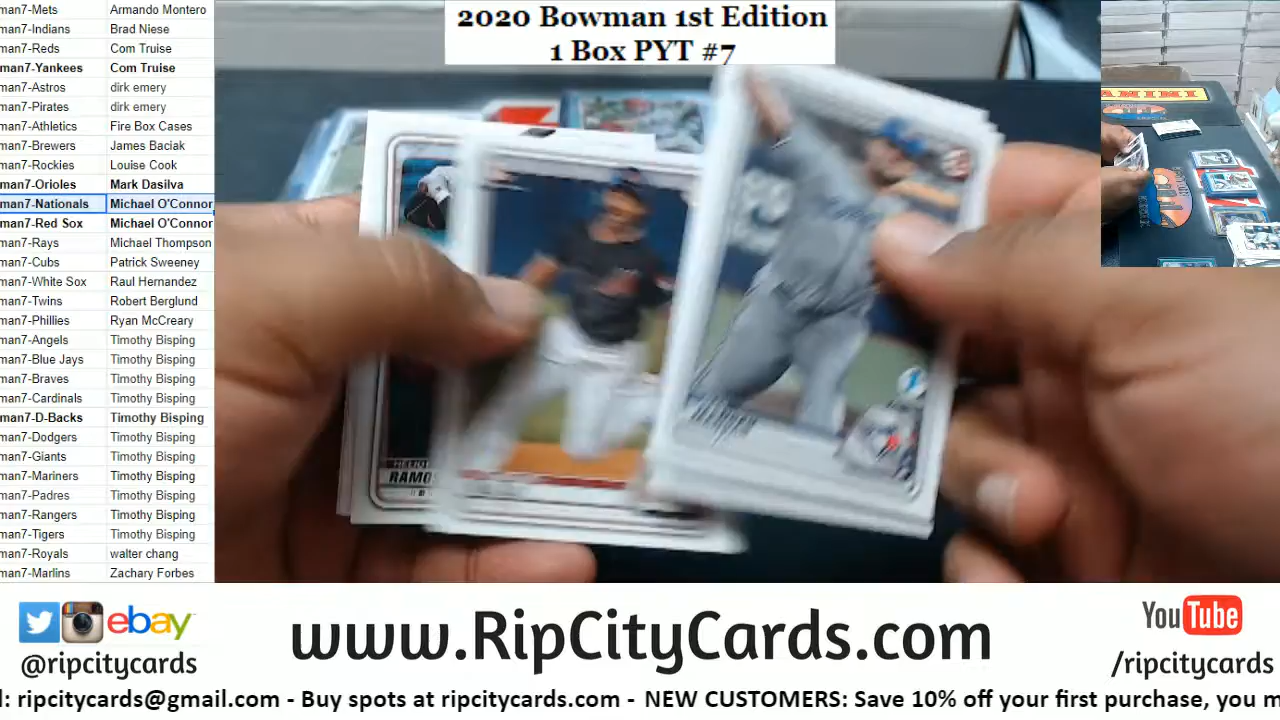 2020 Bowman 1st Edition
1 Box PYT #7
man7-Mets Armando Montero
man7-Indians Brad Niese
man7-Reds Com Truise
man7-Yankees Com Truise
man7-Astros dirk emery
man7-Pirates dirk emery
man7-Athletics Fire Box Cases
man7-Brewers James Baciak
man7-Rockies Louise Cook
man7-Orioles Mark Dasilva
man7-Nationals Michael O'Connor
man7-Red Sox Michael O'Connor
man7-Rays Michael Thompson
man7-Cubs Patrick Sweeney
man7-White Sox Raul Hernandez
man7-Twins Robert Berglund
man7-Phillies Ryan McCreary
man7-Angels Timothy Bisping
man7-Blue Jays Timothy Bisping
man7-Braves Timothy Bisping
man7-Cardinals Timothy Bisping
man7-D-Backs Timothy Bisping
man7-Dodgers Timothy Bisping
man7-Giants Timothy Bisping
man7-Mariners Timothy Bisping
man7-Padres Timothy Bisping
man7-Rangers Timothy Bisping
man7-Tigers Timothy Bisping
man7-Royals walter chang
man7-Marlins Zachary Forbes
PANINI
HELIO
RAMO
ebay
@ripcitycards
www.RipCityCards.com
YouTube
/ripcitycards
l: ripcitycards@gmail.com - Buy spots at ripcitycards.com - NEW CUSTOMERS: Save 10% off your first purchase, you m